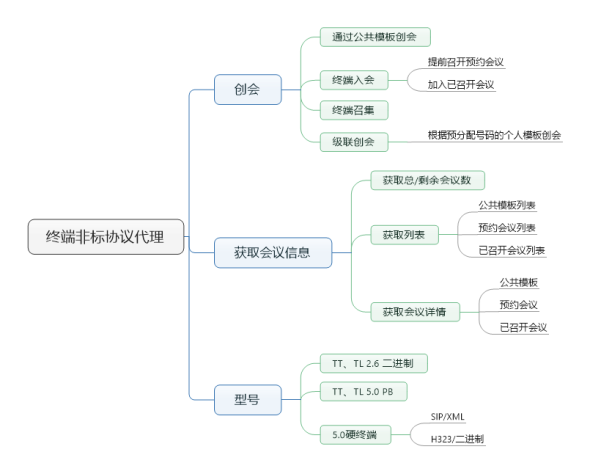 终端非标协议代理
创会
通过公共模板创会
终端入会
提前召开预约会议
加入已召开会议
终端召集
级联创会
根据预分配号码的个人模板创会
获取会议信息
获取总/剩余会议数
获取列表
公共模板列表
预约会议列表
已召开会议列表
获取会议详情
公共模板
预约会议
已召开会议
型号
TT、TL 2.6 二进制
TT、TL 5.0 PB
5.0硬终端
SIP/XML
H323/二进制